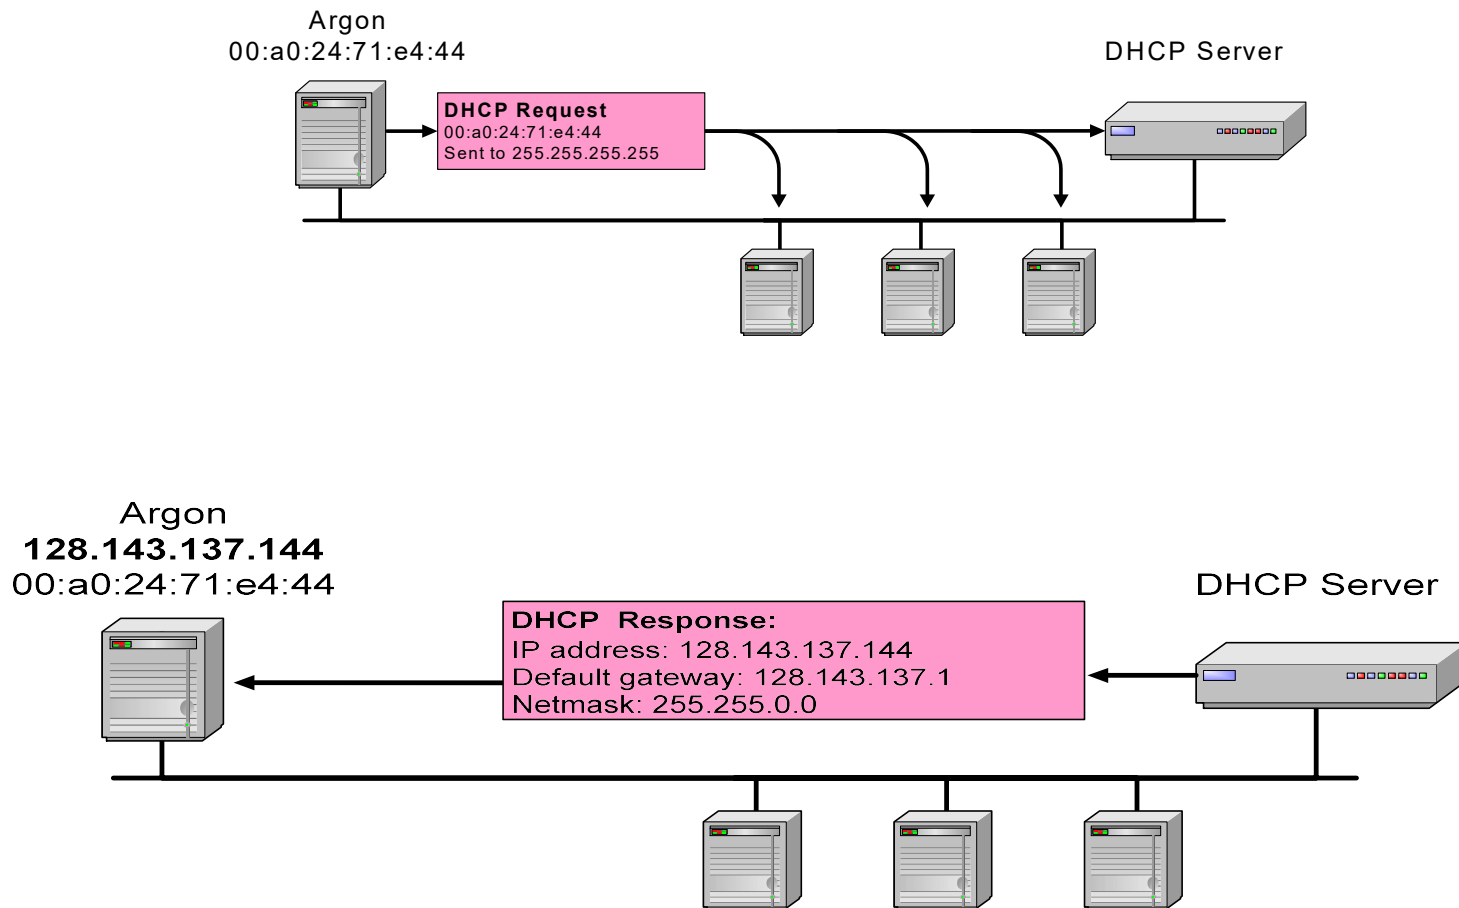 Argon
00:a0:24:71:e4:44
DHCP Server
DHCP Request
00:a0:24:71:e4:44
Sent to 255.255.255.255
Argon
128.143.137.144
00:a0:24:71:e4:44
DHCP Server
DHCP Response:
IP address: 128.143.137.144
Default gateway: 128.143.137.1
Netmask: 255.255.0.0